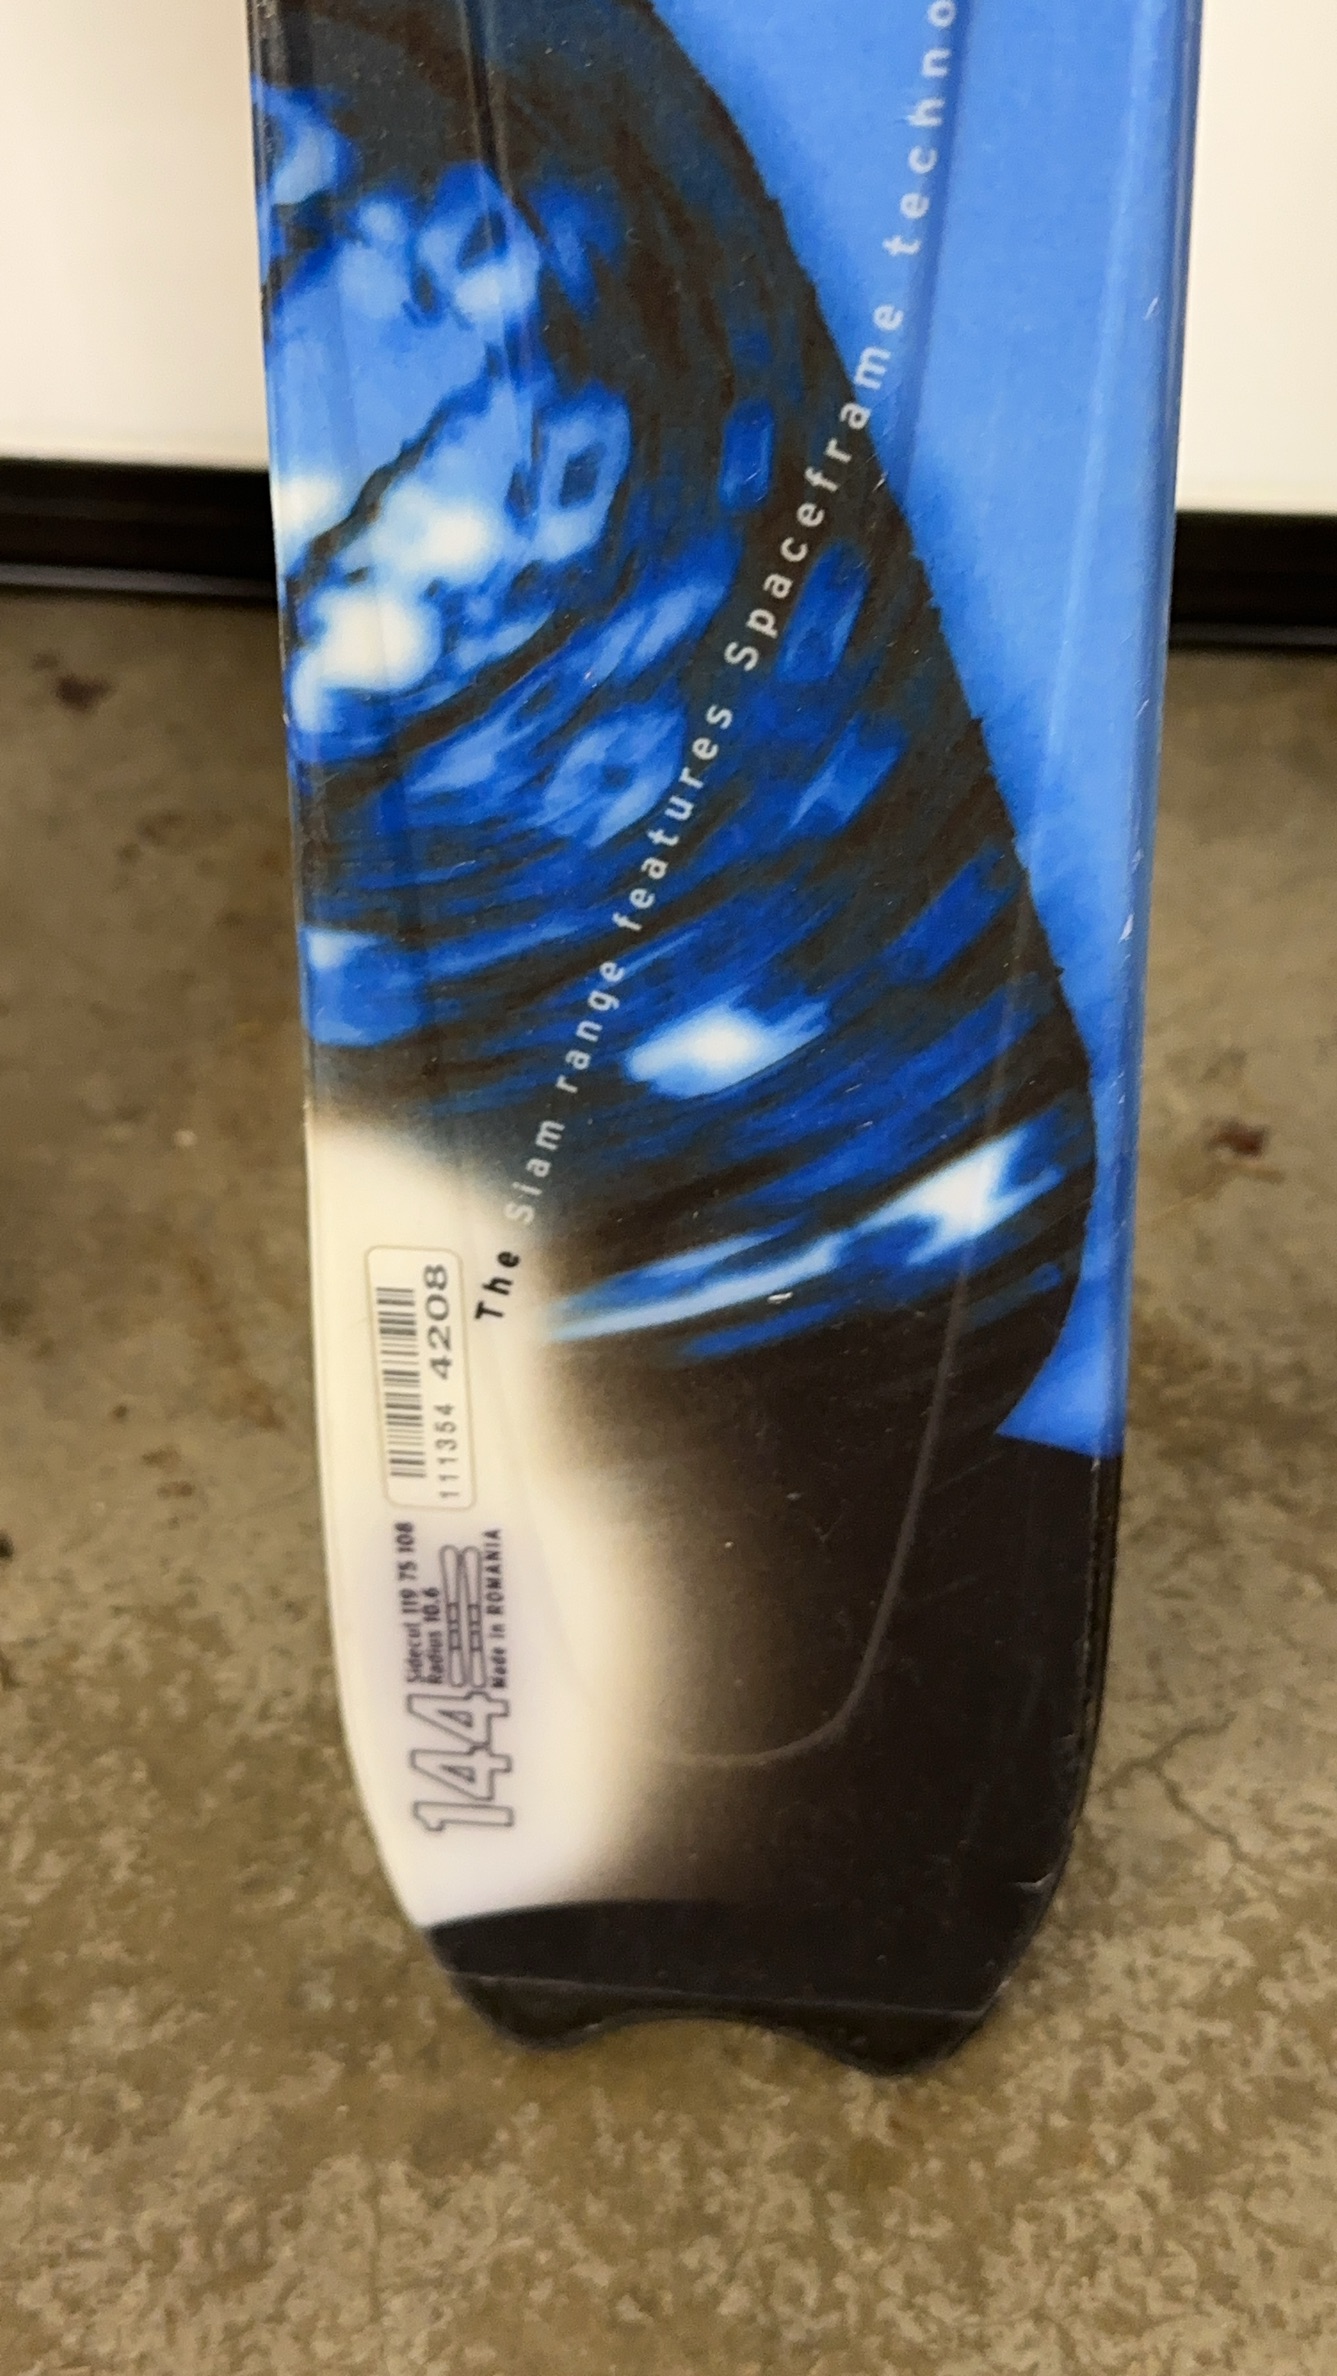 The Siam range features Spaceframe techno
111354 4208
144
Sidecut 119 75 108
Radius 10.6
Made in ROMANIA